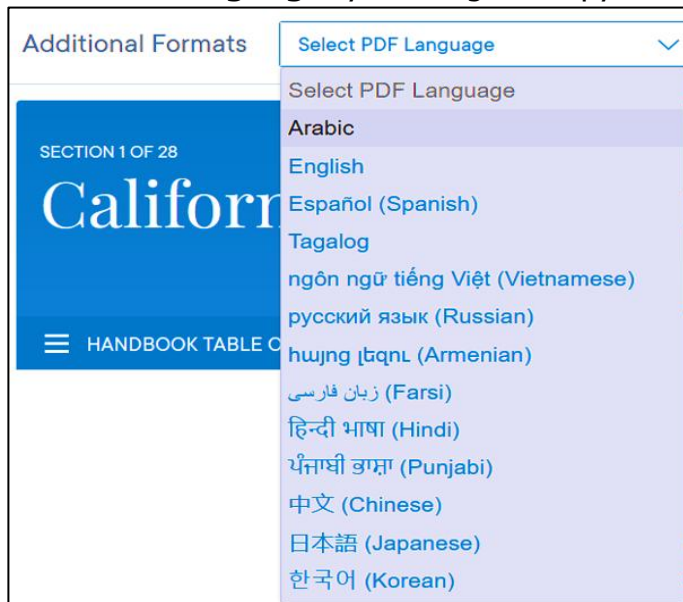 Additional Formats
Select PDF Language
Select PDF Language
Arabic
English
Español (Spanish)
Tagalog
ngôn ngữ tiếng Việt (Vietnamese)
русский язык (Russian)
հայոց լեզու (Armenian)
زبان فارسی (Farsi)
हिन्दी भाषा (Hindi)
ਪੰਜਾਬੀ ਭਾਸ਼ਾ (Punjabi)
中文 (Chinese)
日本語 (Japanese)
한국어 (Korean)
SECTION 1 OF 28
Californ
HANDBOOK TABLE O